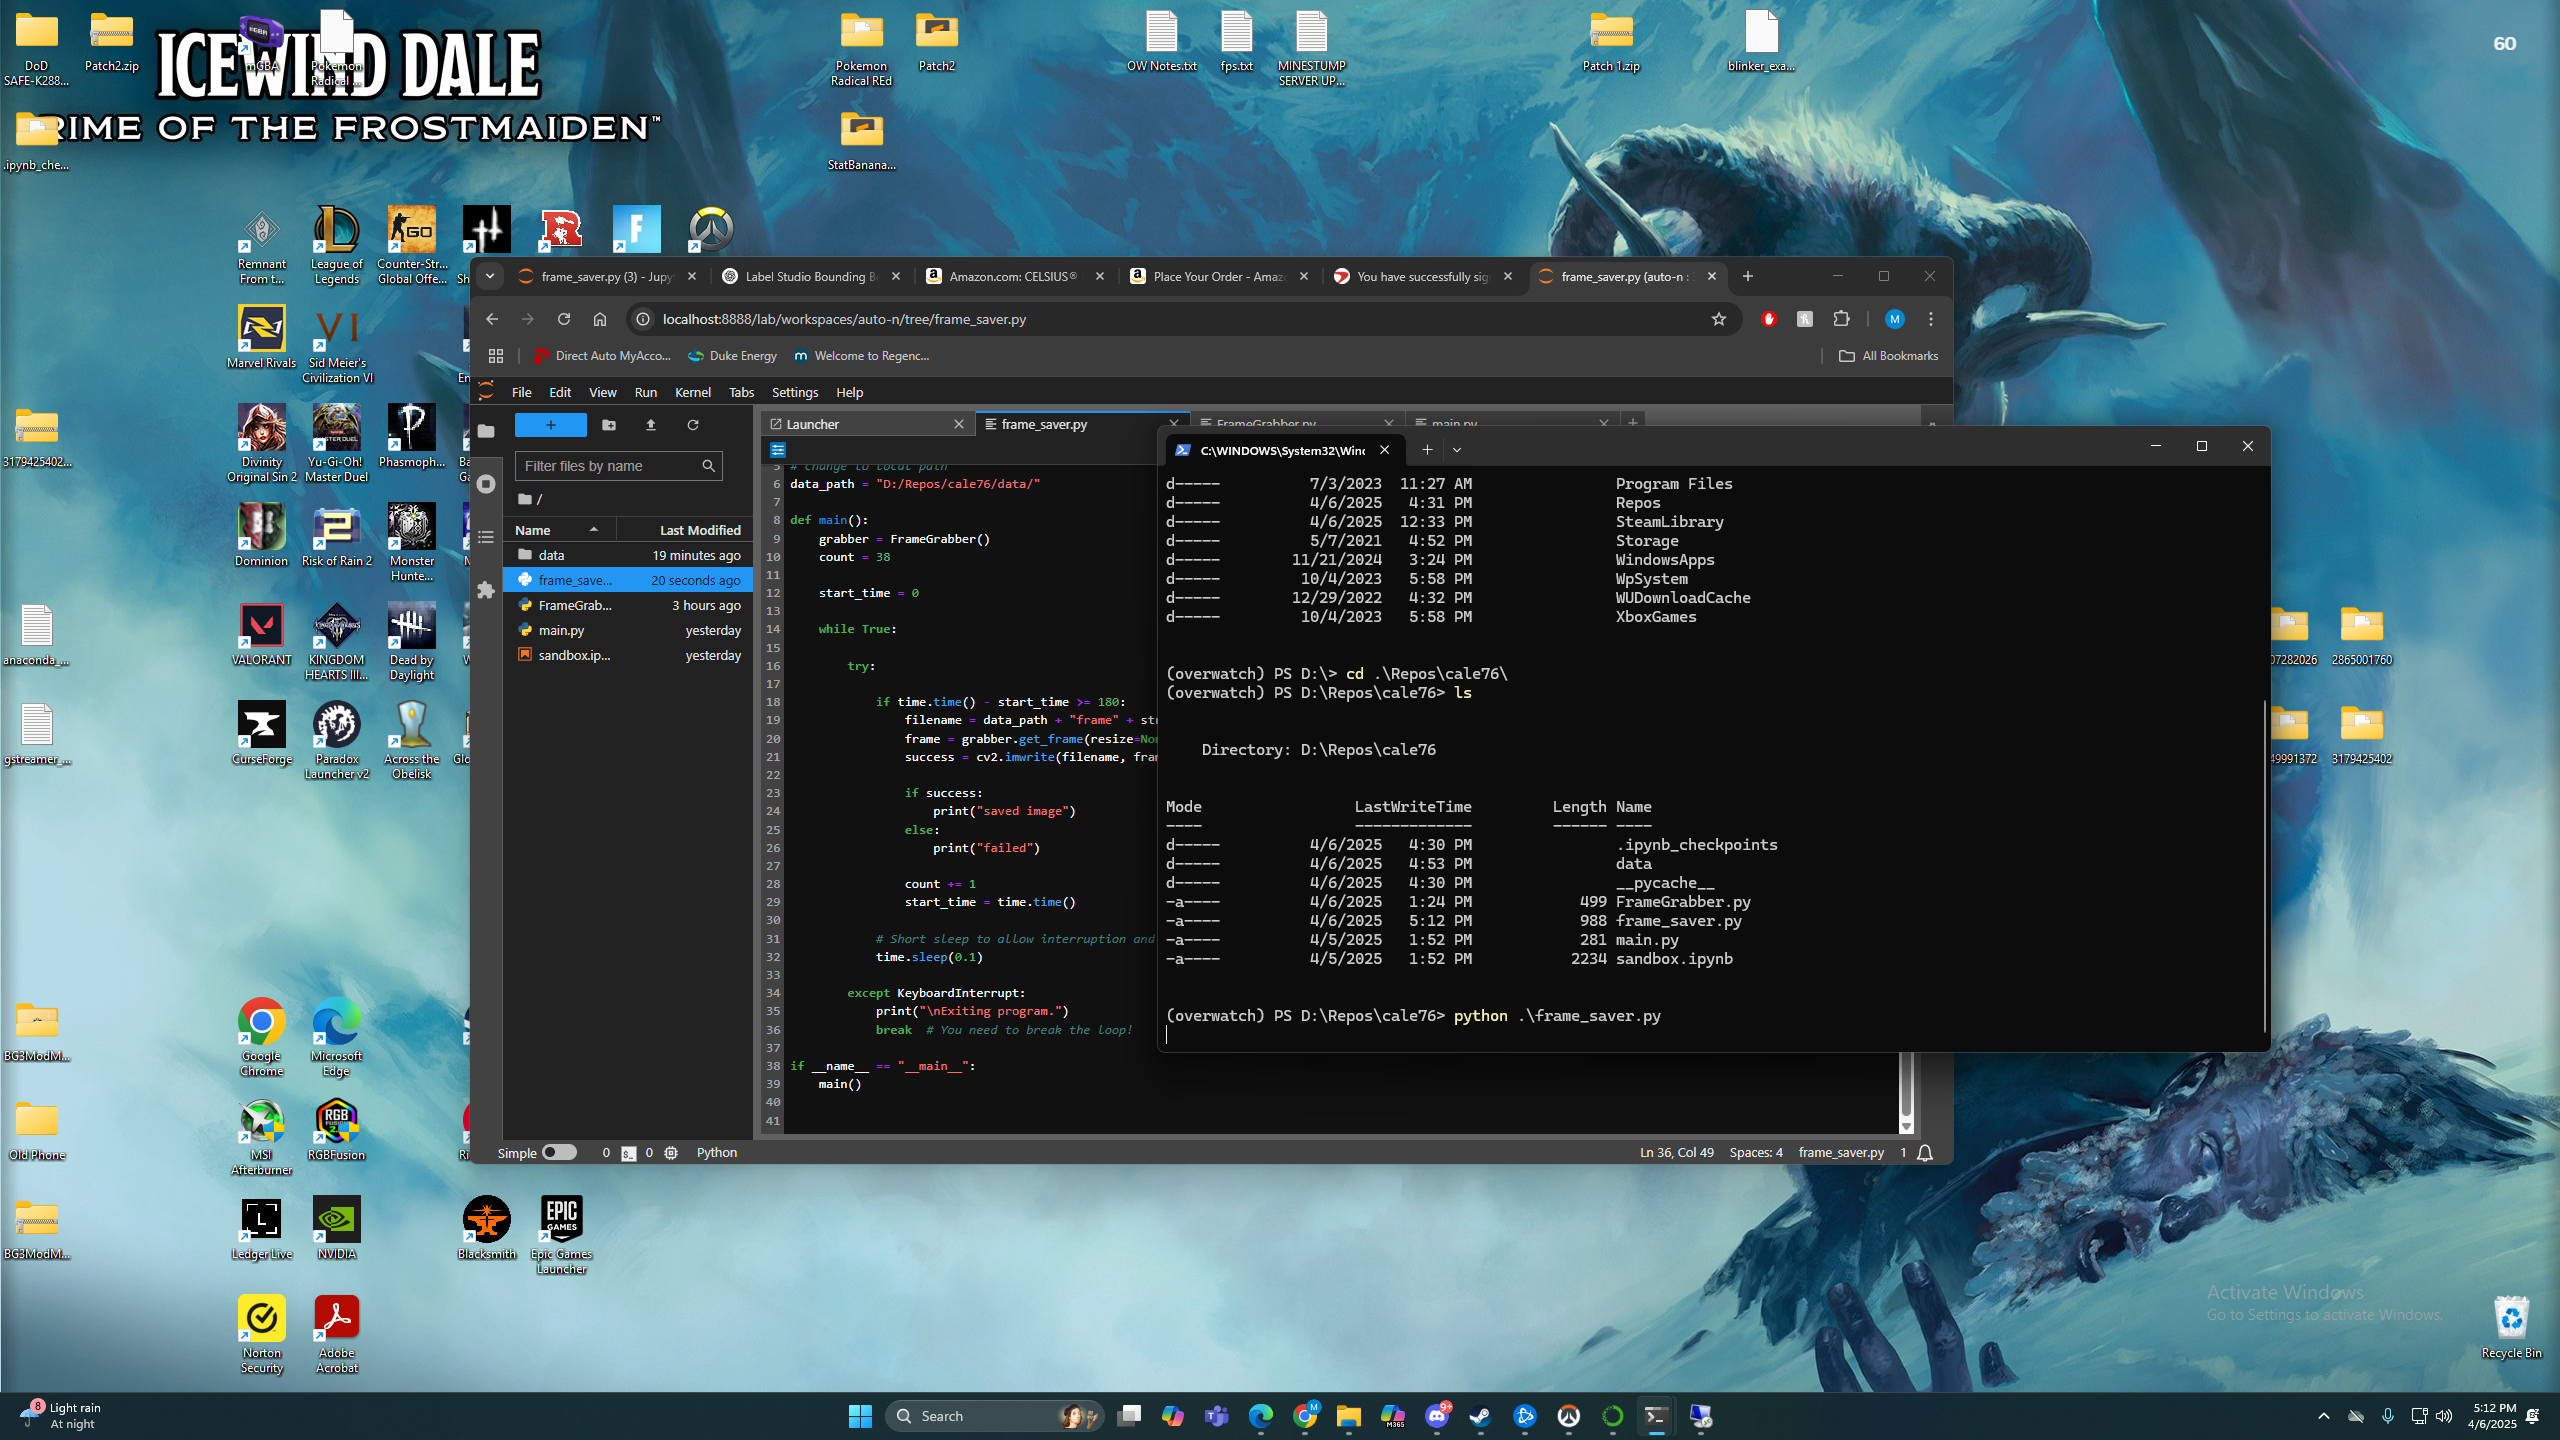 ICEWIND DALE
RIME OF THE FROSTMAIDEN™
60
DoD
SAFE-K288...
Patch2.zip
mGBA
Pokemon
Radical ...
Pokemon
Radical REd
Patch2
OW Notes.txt
fps.txt
MINESTUMP
SERVER UP...
Patch 1.zip
blinker_exa...
.ipynb_che...
StatBanana...
Remnant
From t...
League of
Legends
Counter-Str...
Global Offe...
Marvel Rivals
Sid Meier's
Civilization VI
3179425402...
Divinity
Original Sin 2
Yu-Gi-Oh!
Master Duel
Phasmoph...
Dominion
Risk of Rain 2
Monster
Hunte...
anaconda_...
VALORANT
KINGDOM
HEARTS III...
Dead by
Daylight
gstreamer_...
CurseForge
Paradox
Launcher v2
Across the
Obelisk
BG3ModM...
Google
Chrome
Microsoft
Edge
Old Phone
MSI
Afterburner
RGBFusion
BG3ModM...
Ledger Live
NVIDIA
Blacksmith
Epic Games
Launcher
Norton
Security
Adobe
Acrobat
07282026
2865001760
49991372
3179425402
Recycle Bin
frame_saver.py (3) - Jupy
Label Studio Bounding B
Amazon.com: CELSIUS®
Place Your Order - Amaz
You have successfully sig
frame_saver.py (auto-n :
localhost:8888/lab/workspaces/auto-n/tree/frame_saver.py
Direct Auto MyAcco...
Duke Energy
Welcome to Regenc...
All Bookmarks
File Edit View Run Kernel Tabs Settings Help
Filter files by name
/
Name Last Modified
data 19 minutes ago
frame_save... 20 seconds ago
FrameGrab... 3 hours ago
main.py yesterday
sandbox.ip... yesterday
Launcher
frame_saver.py
FrameGrabber.py
main.py
5 # change to local path
6 data_path = "D:/Repos/cale76/data/"
7
8 def main():
9 grabber = FrameGrabber()
10 count = 38
11
12 start_time = 0
13
14 while True:
15
16 try:
17
18 if time.time() - start_time >= 180:
19 filename = data_path + "frame" + str
20 frame = grabber.get_frame(resize=Non
21 success = cv2.imwrite(filename, fram
22
23 if success:
24 print("saved image")
25 else:
26 print("failed")
27
28 count += 1
29 start_time = time.time()
30
31 # Short sleep to allow interruption and
32 time.sleep(0.1)
33
34 except KeyboardInterrupt:
35 print("\nExiting program.")
36 break # You need to break the loop!
37
38 if __name__ == "__main__":
39 main()
40
41
Simple 0 0 Python
Ln 36, Col 49 Spaces: 4 frame_saver.py 1
C:\WINDOWS\System32\Wind
d----- 7/3/2023 11:27 AM Program Files
d----- 4/6/2025 4:31 PM Repos
d----- 4/6/2025 12:33 PM SteamLibrary
d----- 5/7/2021 4:52 PM Storage
d----- 11/21/2024 3:24 PM WindowsApps
d----- 10/4/2023 5:58 PM WpSystem
d----- 12/29/2022 4:32 PM WUDownloadCache
d----- 10/4/2023 5:58 PM XboxGames
(overwatch) PS D:\> cd .\Repos\cale76\
(overwatch) PS D:\Repos\cale76> ls
Directory: D:\Repos\cale76
Mode LastWriteTime Length Name
---- ------------- ------ ----
d----- 4/6/2025 4:30 PM .ipynb_checkpoints
d----- 4/6/2025 4:53 PM data
d----- 4/6/2025 4:30 PM __pycache__
-a---- 4/6/2025 1:24 PM 499 FrameGrabber.py
-a---- 4/6/2025 5:12 PM 988 frame_saver.py
-a---- 4/5/2025 1:52 PM 281 main.py
-a---- 4/5/2025 1:52 PM 2234 sandbox.ipynb
(overwatch) PS D:\Repos\cale76> python .\frame_saver.py
Activate Windows
Go to Settings to activate Windows.
8
Light rain
At night
Search
9+
5:12 PM
4/6/2025